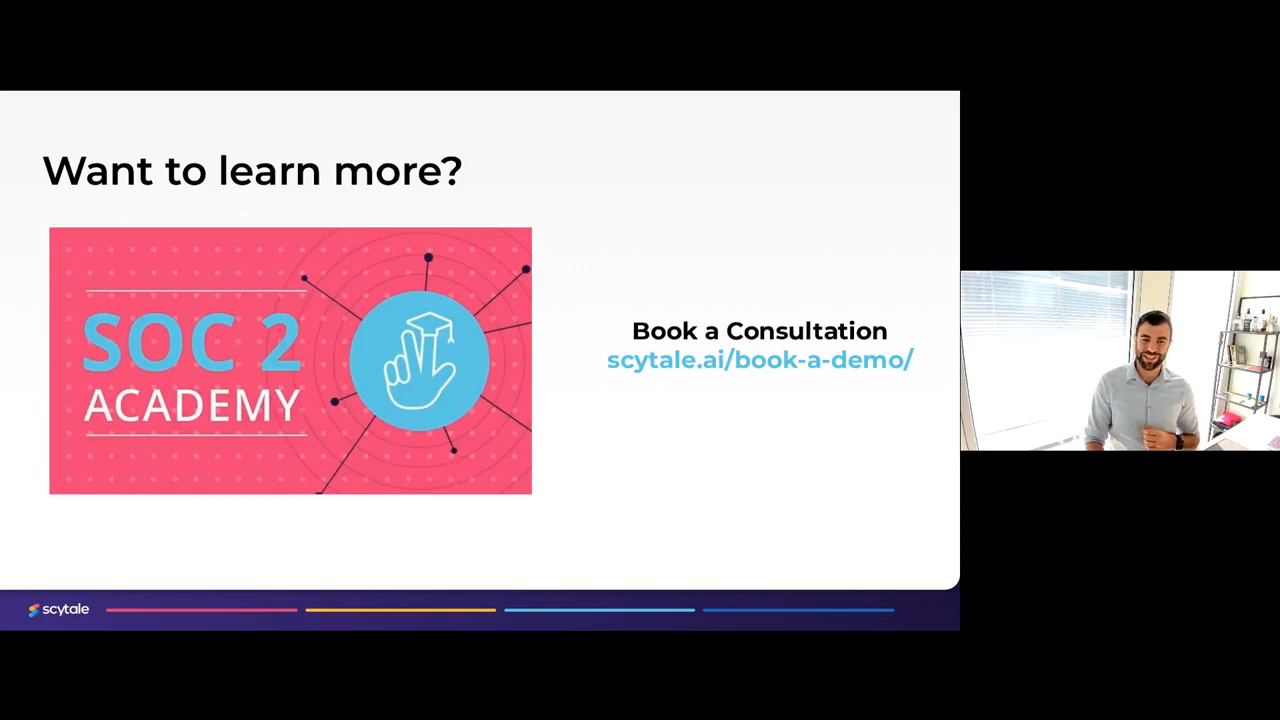 Want to learn more?
SOC 2
ACADEMY
Book a Consultation
scytale.ai/book-a-demo/
scytale